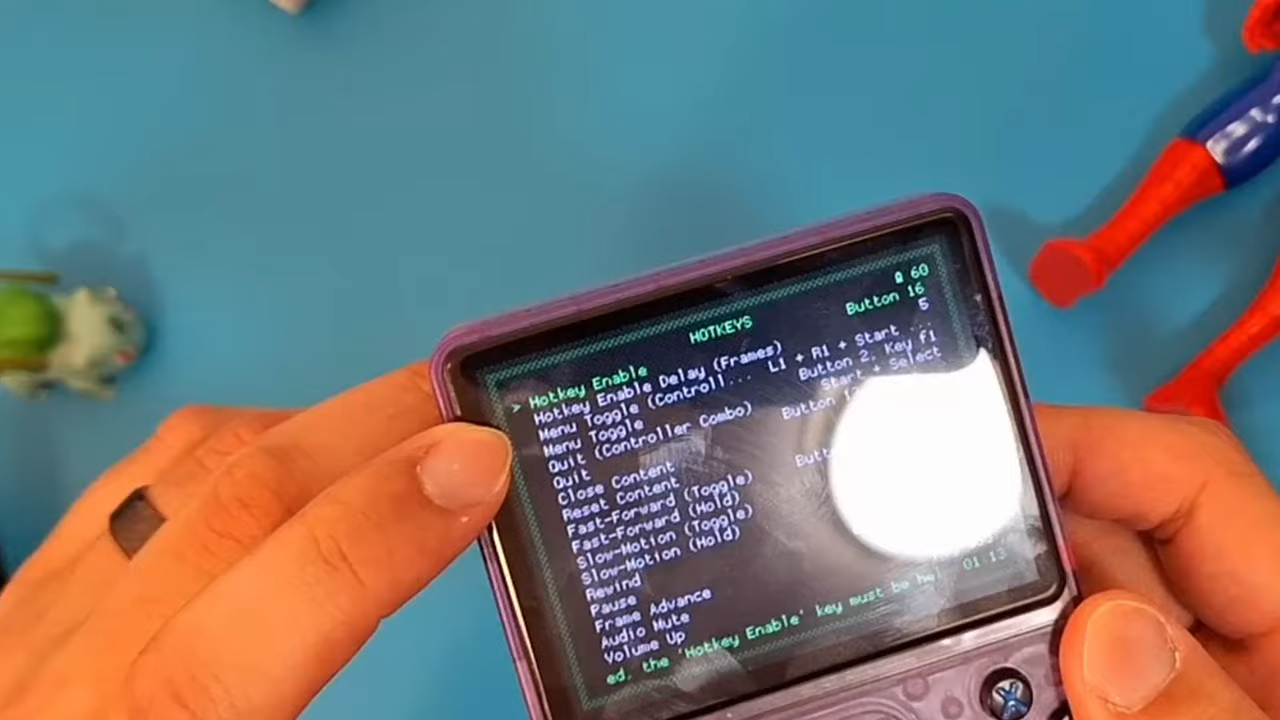 60
HOTKEYS
> Hotkey Enable Button 16
Hotkey Enable Delay (Frames) 5
Menu Toggle (Controll... L1 + R1 + Start ...
Menu Toggle Button 2, Key f1
Quit (Controller Combo) Start + Select
Quit Button
Close Content
Reset Content
Fast-Forward (Toggle)
Fast-Forward (Hold)
Slow-Motion (Toggle)
Slow-Motion (Hold)
Rewind
Pause
Frame Advance
Audio Mute
Volume Up
ed, the 'Hotkey Enable' key must be
01:13
X